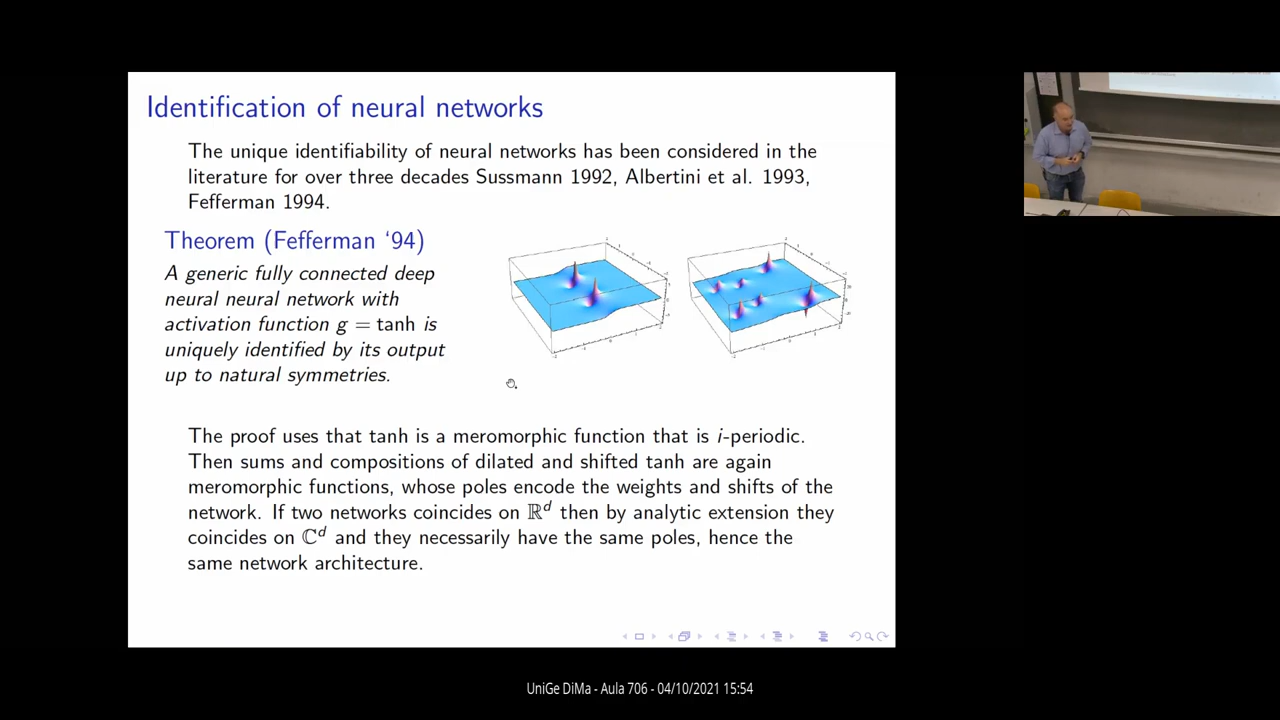 Identification of neural networks
The unique identifiability of neural networks has been considered in the
literature for over three decades Sussmann 1992, Albertini et al. 1993,
Fefferman 1994.
Theorem (Fefferman ‘94)
A generic fully connected deep
neural neural network with
activation function g = tanh is
uniquely identified by its output
up to natural symmetries.
The proof uses that tanh is a meromorphic function that is i-periodic.
Then sums and compositions of dilated and shifted tanh are again
meromorphic functions, whose poles encode the weights and shifts of the
network. If two networks coincides on ℝᵈ then by analytic extension they
coincides on ℂᵈ and they necessarily have the same poles, hence the
same network architecture.
UniGe DiMa - Aula 706 - 04/10/2021 15:54